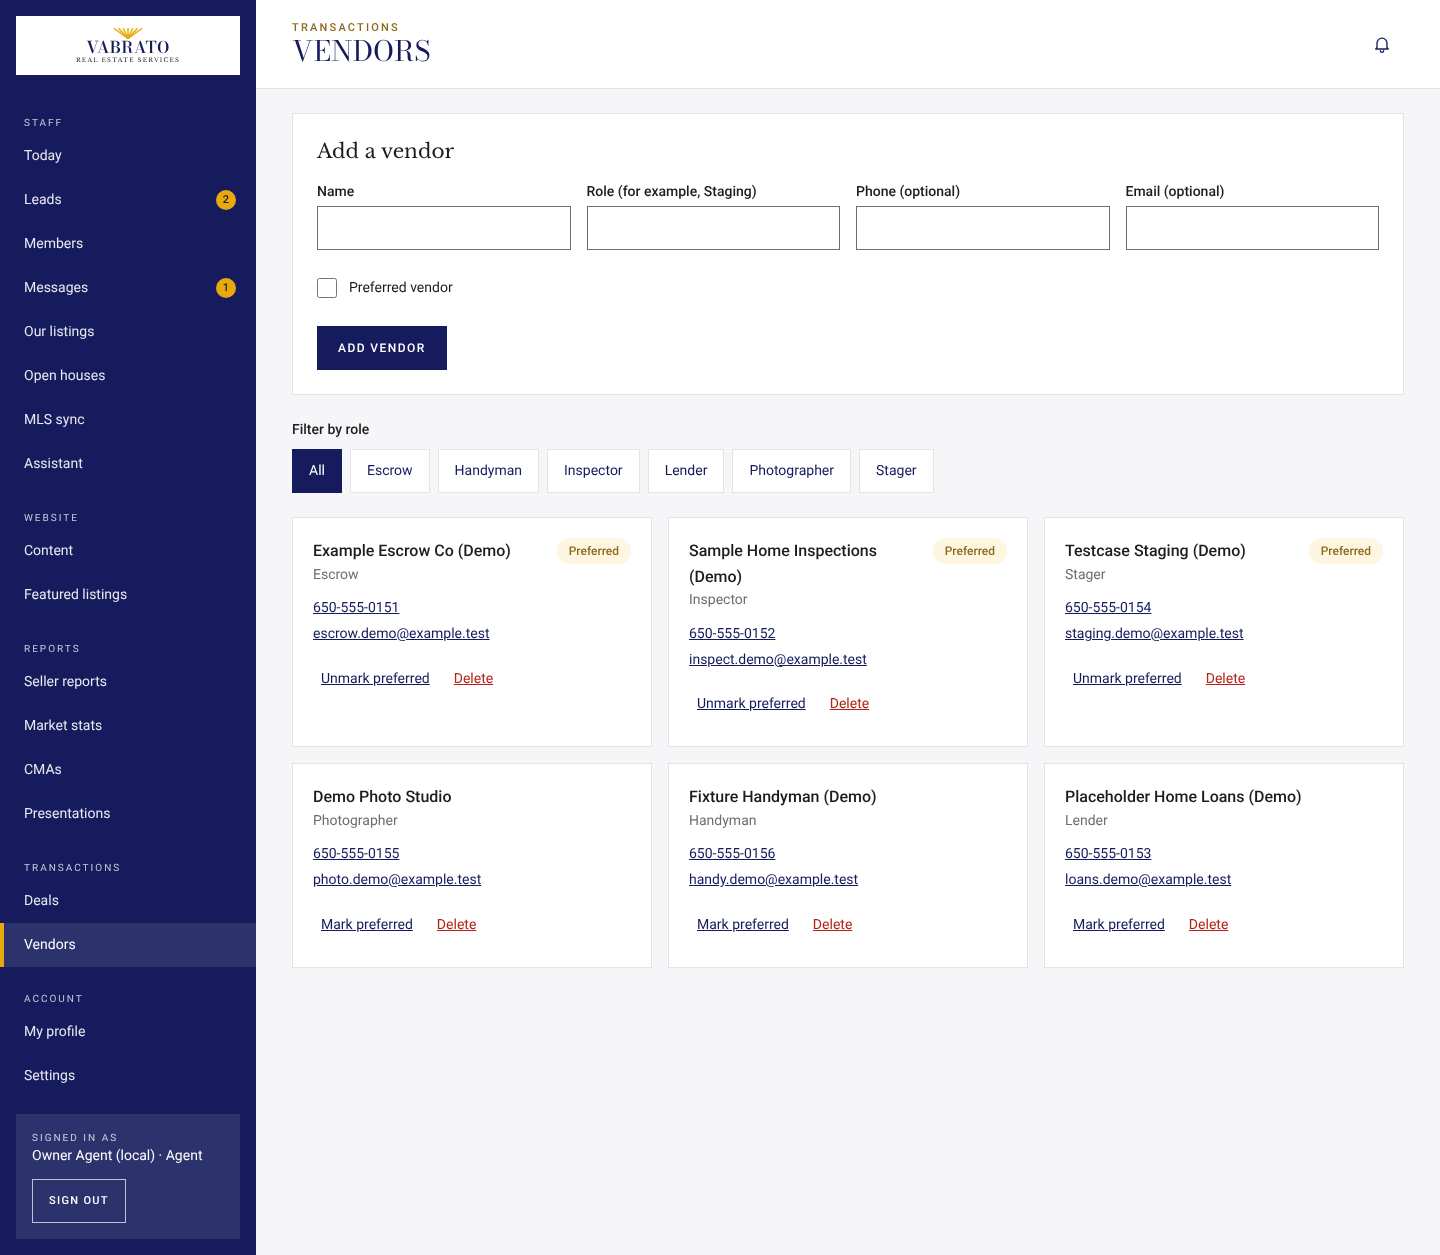 VABRATO
REAL ESTATE SERVICES
STAFF
Today
Leads 2
Members
Messages 1
Our listings
Open houses
MLS sync
Assistant
WEBSITE
Content
Featured listings
REPORTS
Seller reports
Market stats
CMAs
Presentations
TRANSACTIONS
Deals
Vendors
ACCOUNT
My profile
Settings
SIGNED IN AS
Owner Agent (local) · Agent
SIGN OUT
TRANSACTIONS
VENDORS
Add a vendor
Name Role (for example, Staging) Phone (optional) Email (optional)
Preferred vendor
ADD VENDOR
Filter by role
All Escrow Handyman Inspector Lender Photographer Stager
Example Escrow Co (Demo) Preferred
Escrow
650-555-0151
escrow.demo@example.test
Unmark preferred Delete
Sample Home Inspections Preferred
(Demo)
Inspector
650-555-0152
inspect.demo@example.test
Unmark preferred Delete
Testcase Staging (Demo) Preferred
Stager
650-555-0154
staging.demo@example.test
Unmark preferred Delete
Demo Photo Studio
Photographer
650-555-0155
photo.demo@example.test
Mark preferred Delete
Fixture Handyman (Demo)
Handyman
650-555-0156
handy.demo@example.test
Mark preferred Delete
Placeholder Home Loans (Demo)
Lender
650-555-0153
loans.demo@example.test
Mark preferred Delete